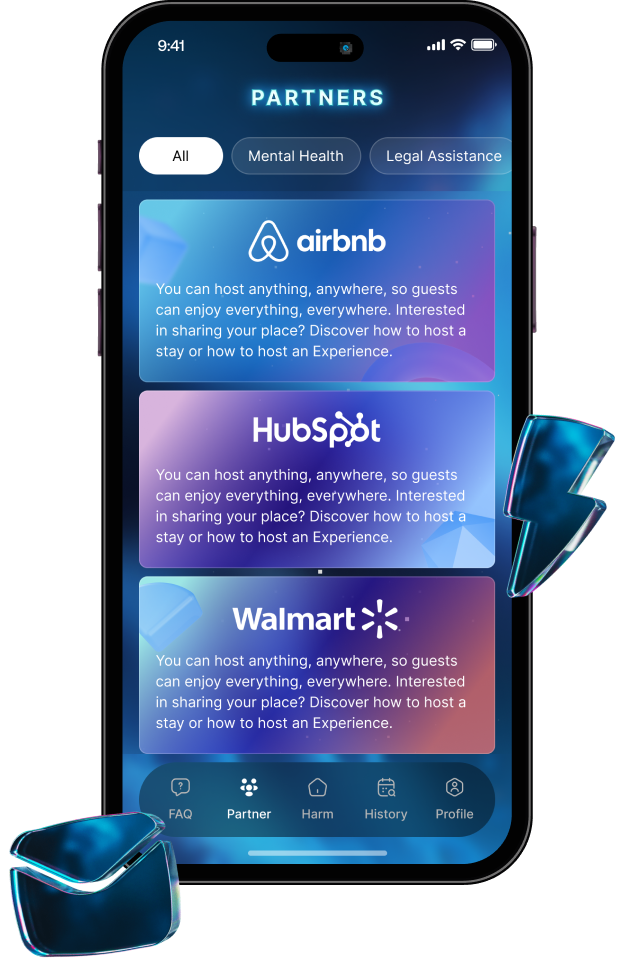 9:41
PARTNERS
All
Mental Health
Legal Assistance
airbnb
You can host anything, anywhere, so guests
can enjoy everything, everywhere. Interested
in sharing your place? Discover how to host a
stay or how to host an Experience.
HubSpot
You can host anything, anywhere, so guests
can enjoy everything, everywhere. Interested
in sharing your place? Discover how to host a
stay or how to host an Experience.
Walmart
You can host anything, anywhere, so guests
can enjoy everything, everywhere. Interested
in sharing your place? Discover how to host a
stay or how to host an Experience.
FAQ
Partner
Harm
History
Profile